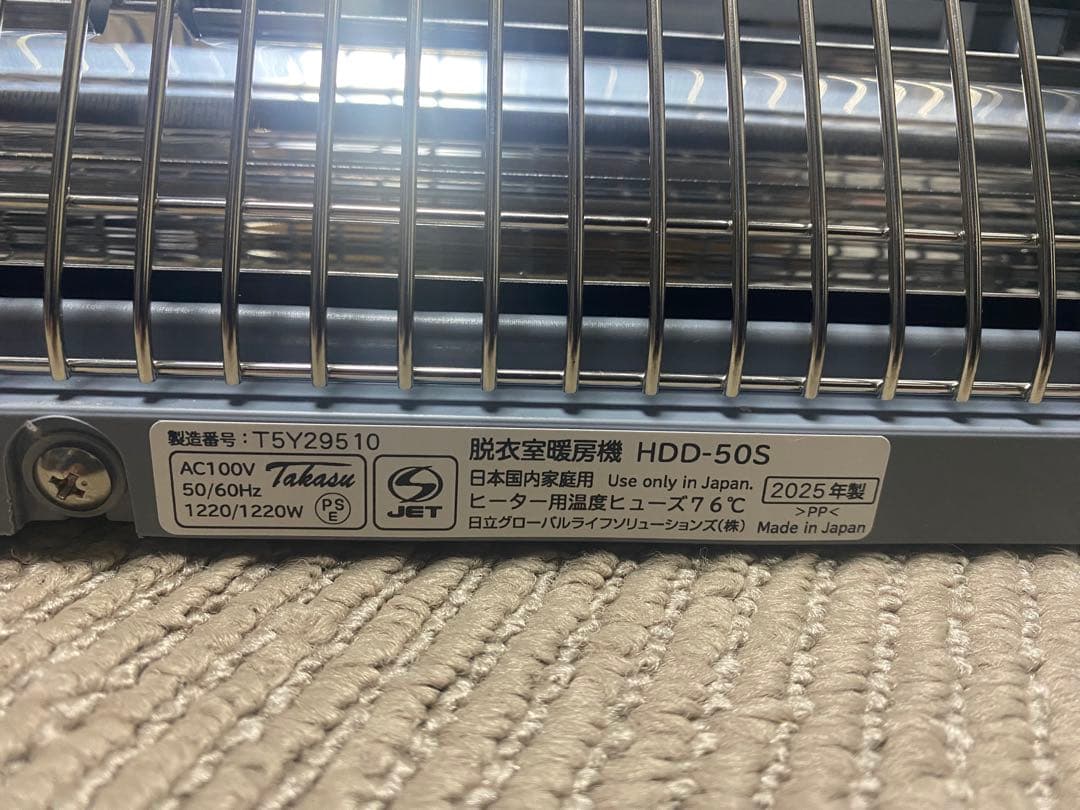 製造番号：T5Y29510
AC100V
50/60Hz
1220/1220W
Takasu
PS
E
S
JET
脱衣室暖房機 HDD-50S
日本国内家庭用 Use only in Japan.
ヒーター用温度ヒューズ76℃
日立グローバルライフソリューションズ(株)
2025年製
>PP<
Made in Japan